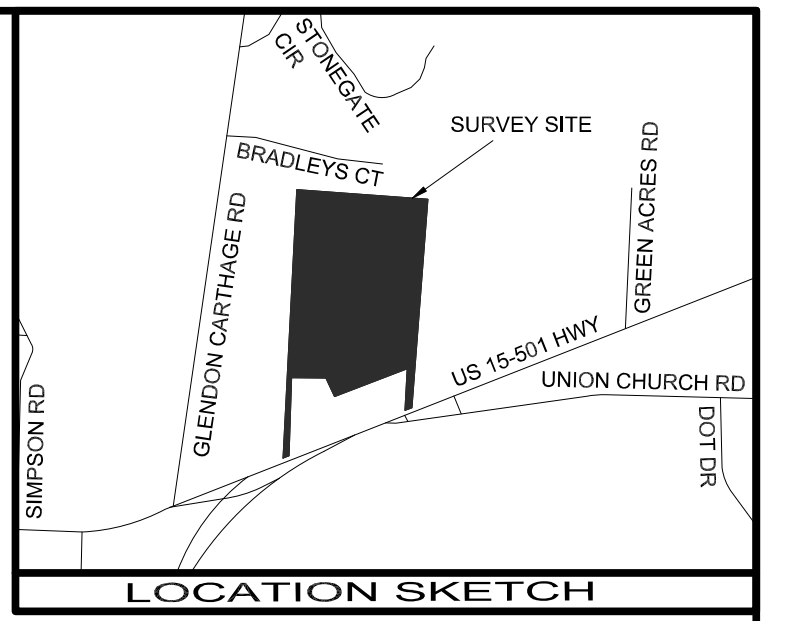 STONEGATE
CIR
SURVEY SITE
BRADLEYS CT
GREEN ACRES RD
GLENDON CARTHAGE RD
US 15-501 HWY
UNION CHURCH RD
SIMPSON RD
DOT DR
LOCATION SKETCH